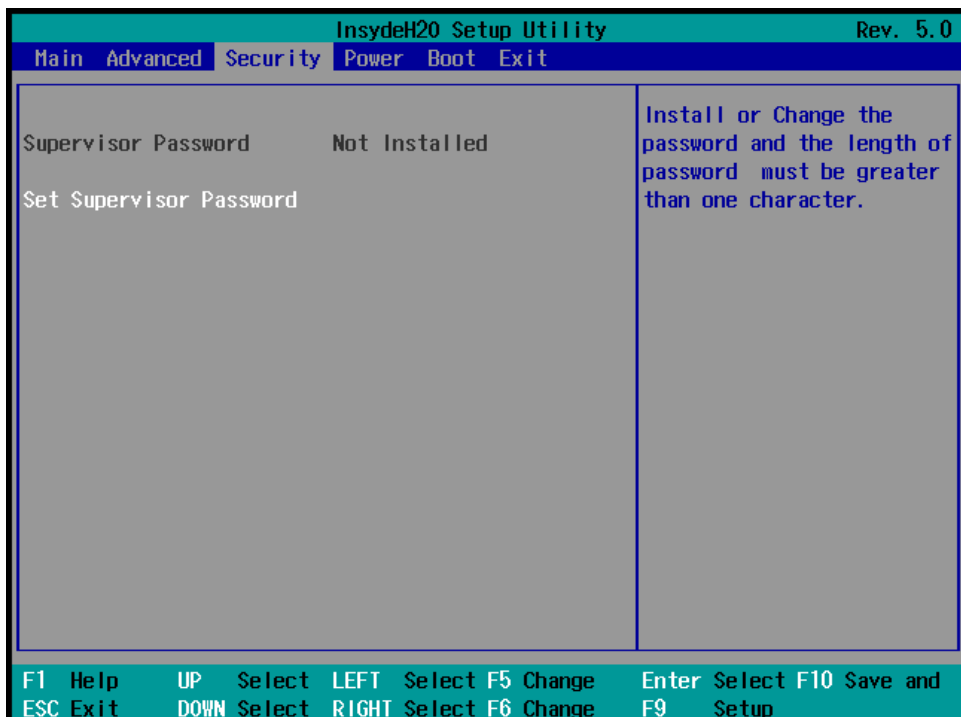 InsydeH20 Setup Utility Rev. 5.0
Main Advanced Security Power Boot Exit
Supervisor Password Not Installed
Set Supervisor Password
Install or Change the
password and the length of
password must be greater
than one character.
F1 Help UP Select LEFT Select F5 Change Enter Select F10 Save and
ESC Exit DOWN Select RIGHT Select F6 Change F9 Setup